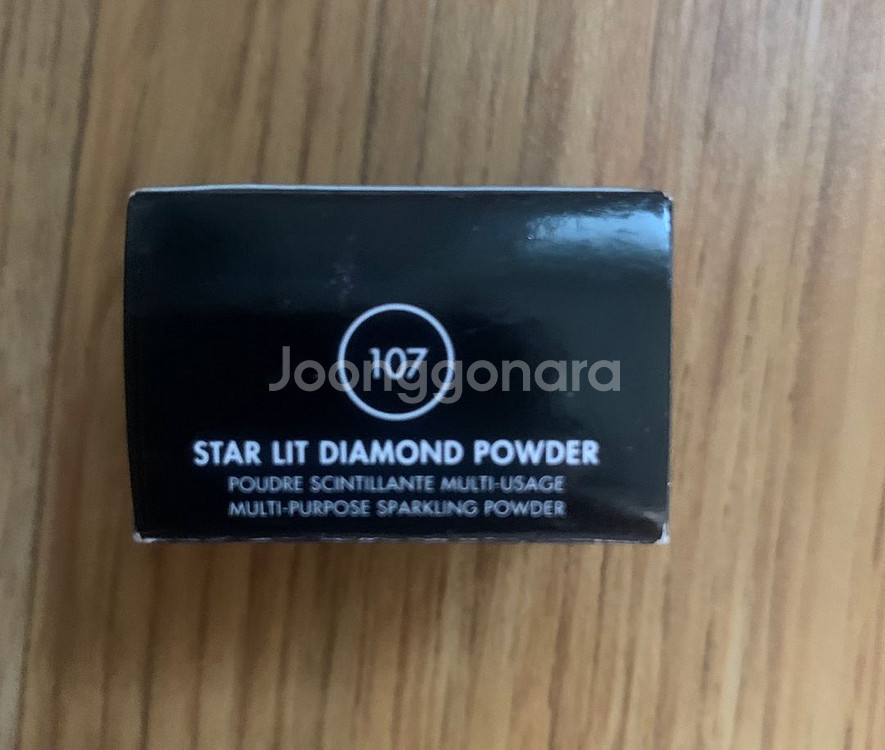 107
Joonggonara
STAR LIT DIAMOND POWDER
POUDRE SCINTILLANTE MULTI-USAGE
MULTI-PURPOSE SPARKLING POWDER